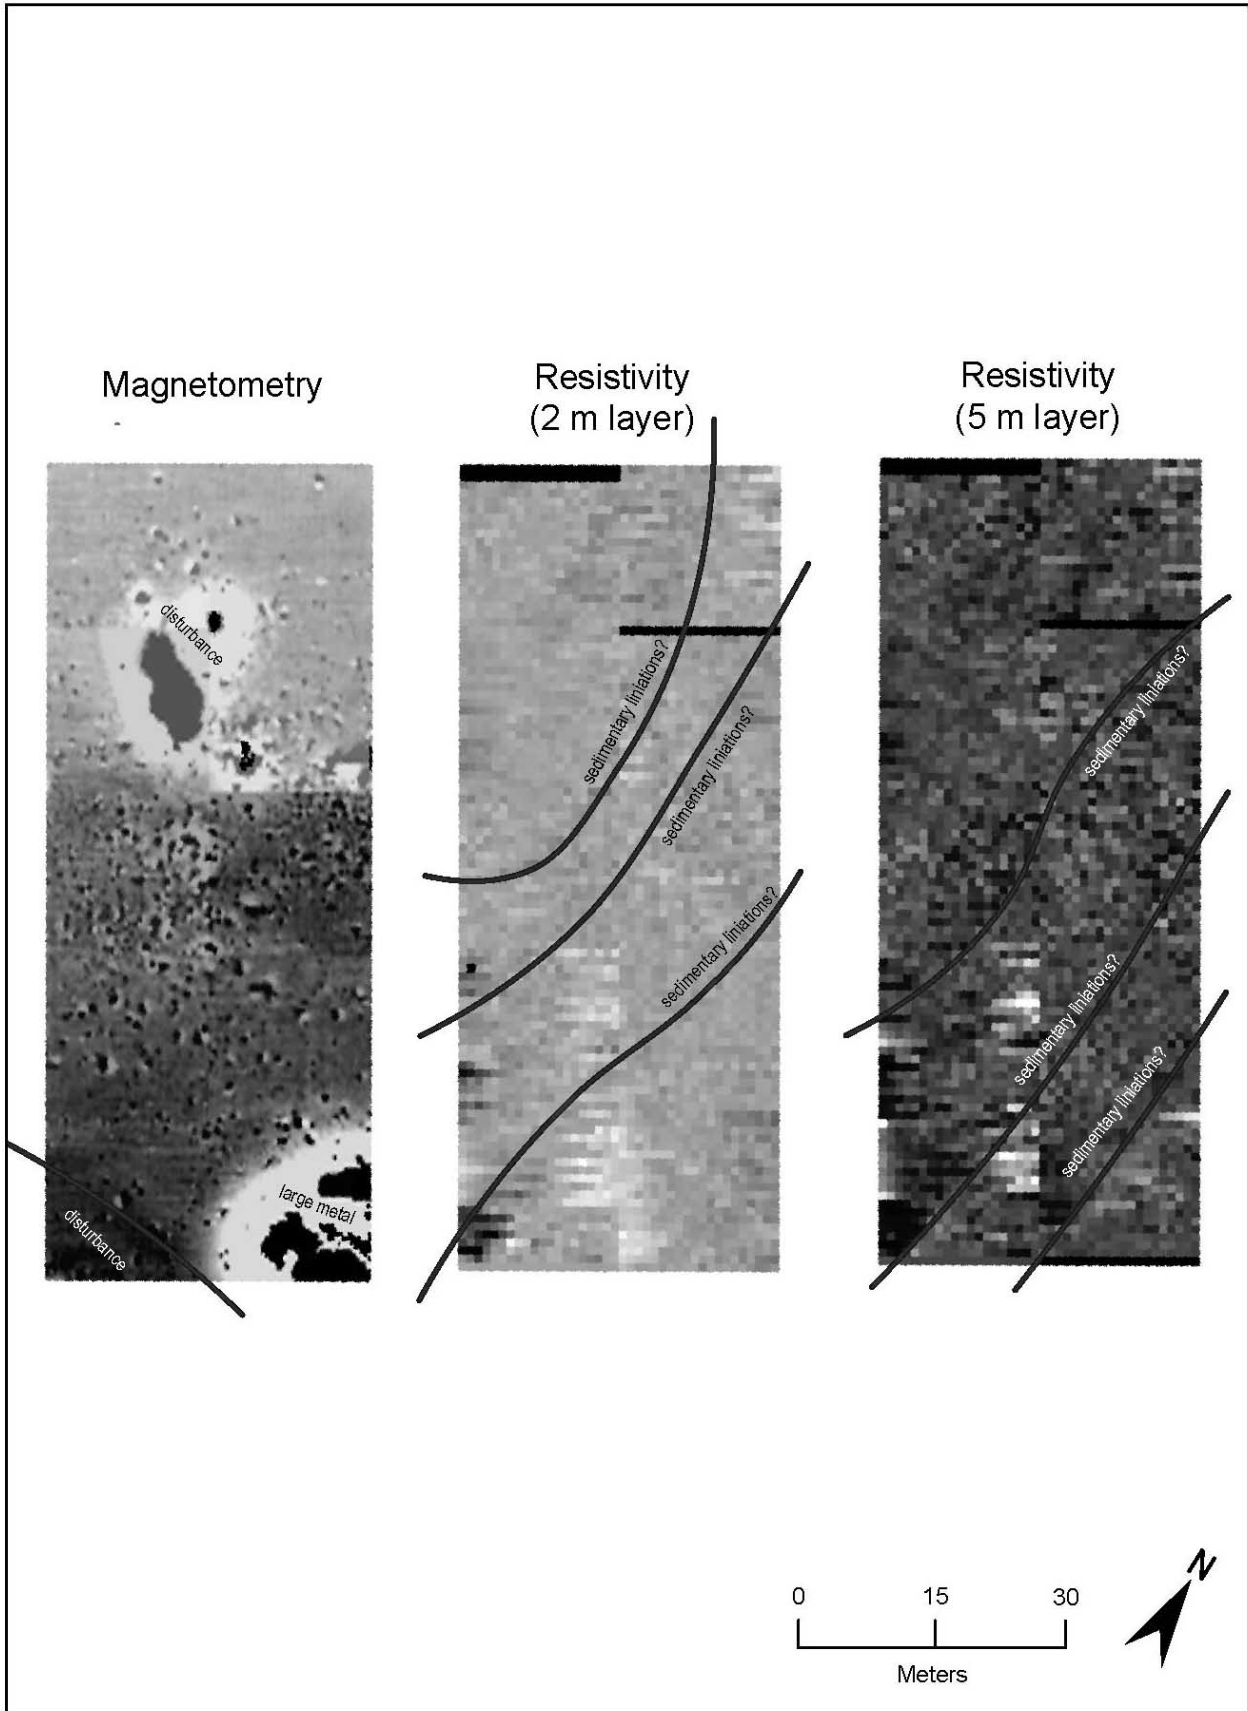 Magnetometry
Resistivity
(2 m layer)
Resistivity
(5 m layer)
disturbance
large metal
disturbance
sedimentary liniations?
sedimentary liniations?
sedimentary liniations?
sedimentary liniations?
sedimentary liniations?
sedimentary liniations?
N
0 15 30
Meters